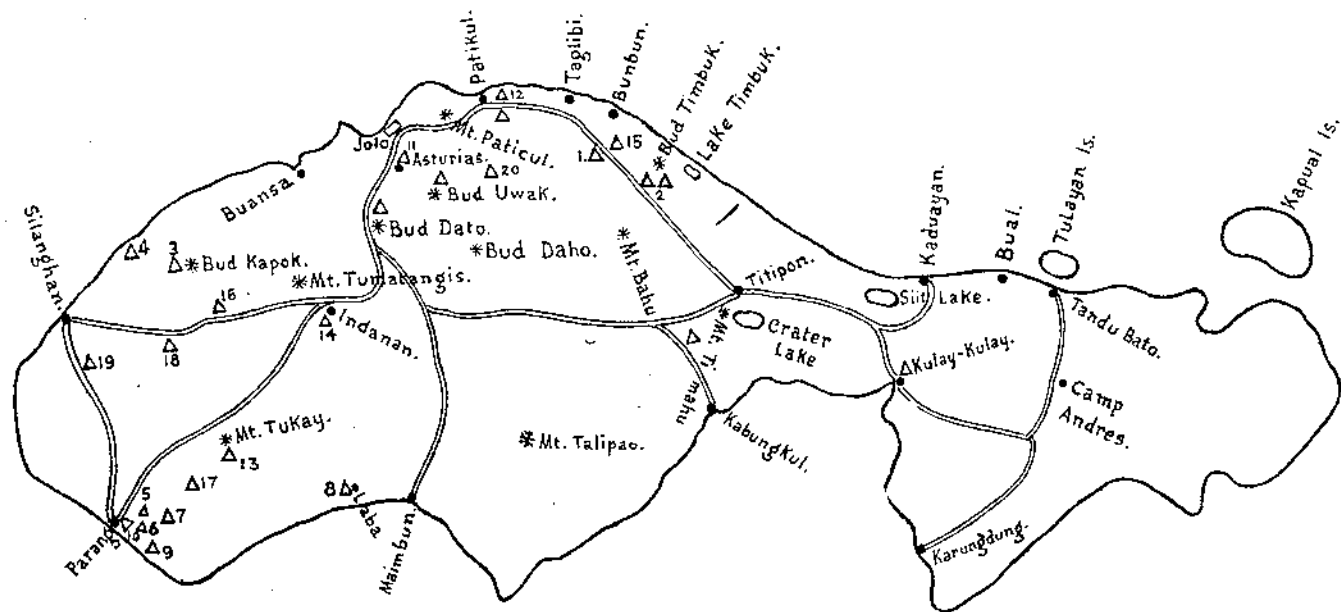 Patikul.
Taglibi.
Bunbun.
Bud Timbuk.
Lake Timbuk.
Kapual Is.
Tulayan Is.
Bual.
Kaduayan.
12
Mt. Paticul.
Jolo
11
Asturias.
20
1.
15
2
Bud Uwak.
Buansa.
Silanghan.
4
3
Bud Kapok.
Bud Dato.
Bud Daho.
Mt. Bahu
Titipon.
Mt. Tumatangis.
16
Siit Lake.
Tandu Bato.
14
Indanan.
18
19
Crater
Lake
Mt. Ti
mahu
Kulay-Kulay.
Camp
Andres.
Kabungkul.
Mt. Tukay.
13
Mt. Talipao.
17
5
6
7
8
9
Laba
Parang
Maimbun.
Karungdung.